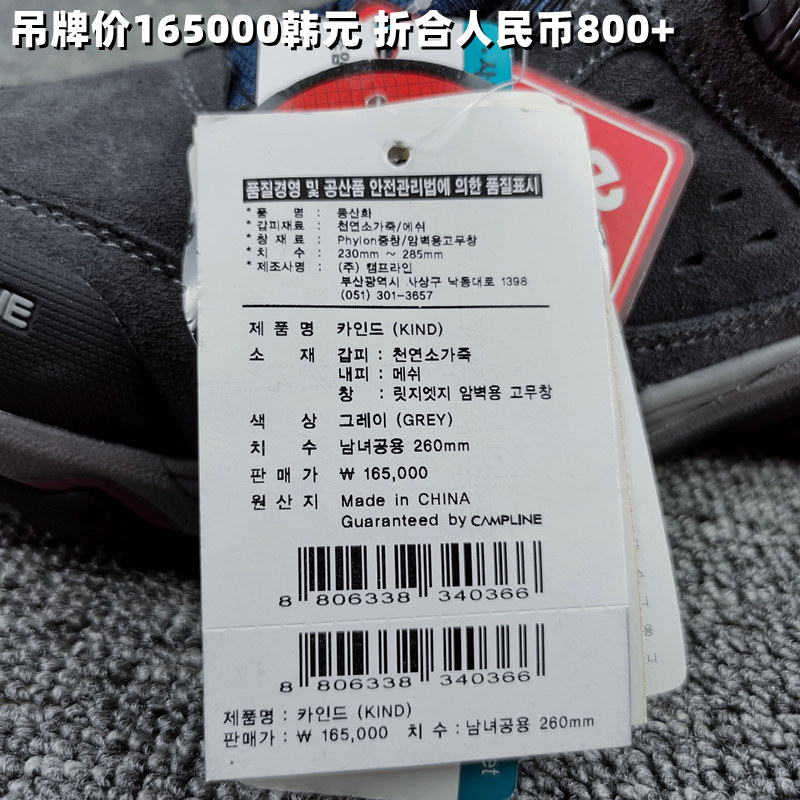 吊牌价165000韩元 折合人民币800+
품질경영 및 공산품 안전관리법에 의한 품질표시
* 품 명 : 등산화
* 갑피재료 : 천연소가죽/메쉬
* 창 재 료 : Phylon중창/암벽용고무창
* 치 수 : 230mm ~ 285mm
* 제조사명 : (주) 캠프라인
부산광역시 사상구 낙동대로 1398
(051) 301-3657
제 품 명 카인드 (KIND)
소 재 갑피 : 천연소가죽
내피 : 메쉬
창 : 릿지엣지 암벽용 고무창
색 상 그레이 (GREY)
치 수 남녀공용 260mm
판 매 가 ₩ 165,000
원 산 지 Made in CHINA
Guaranteed by CAMPLINE
8 806338 340366
8 806338 340366
제품명 : 카인드 (KIND)
판매가 : ₩ 165,000 치 수 : 남녀공용 260mm